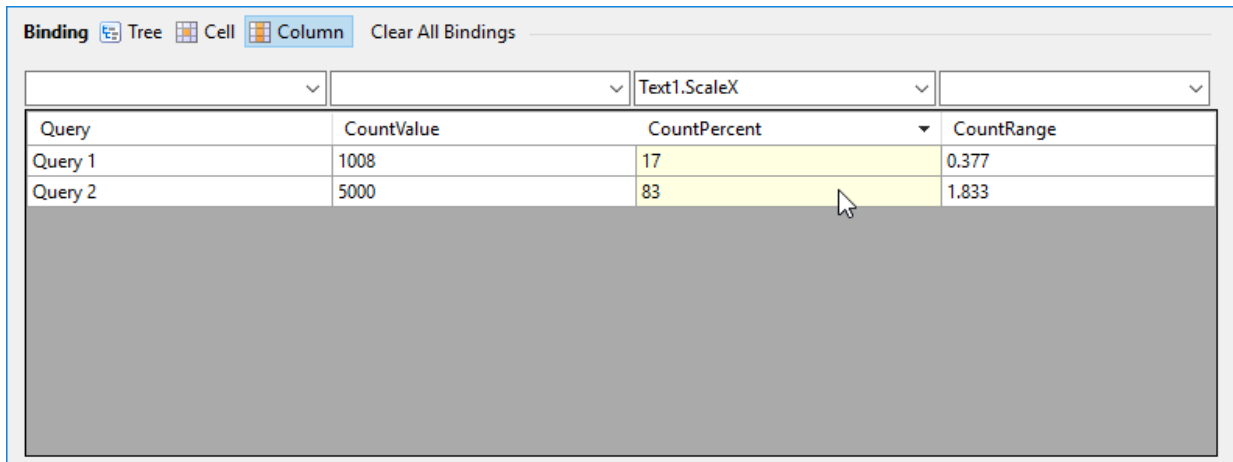 Binding Tree Cell Column Clear All Bindings
Text1.ScaleX
Query CountValue CountPercent CountRange
Query 1 1008 17 0.377
Query 2 5000 83 1.833